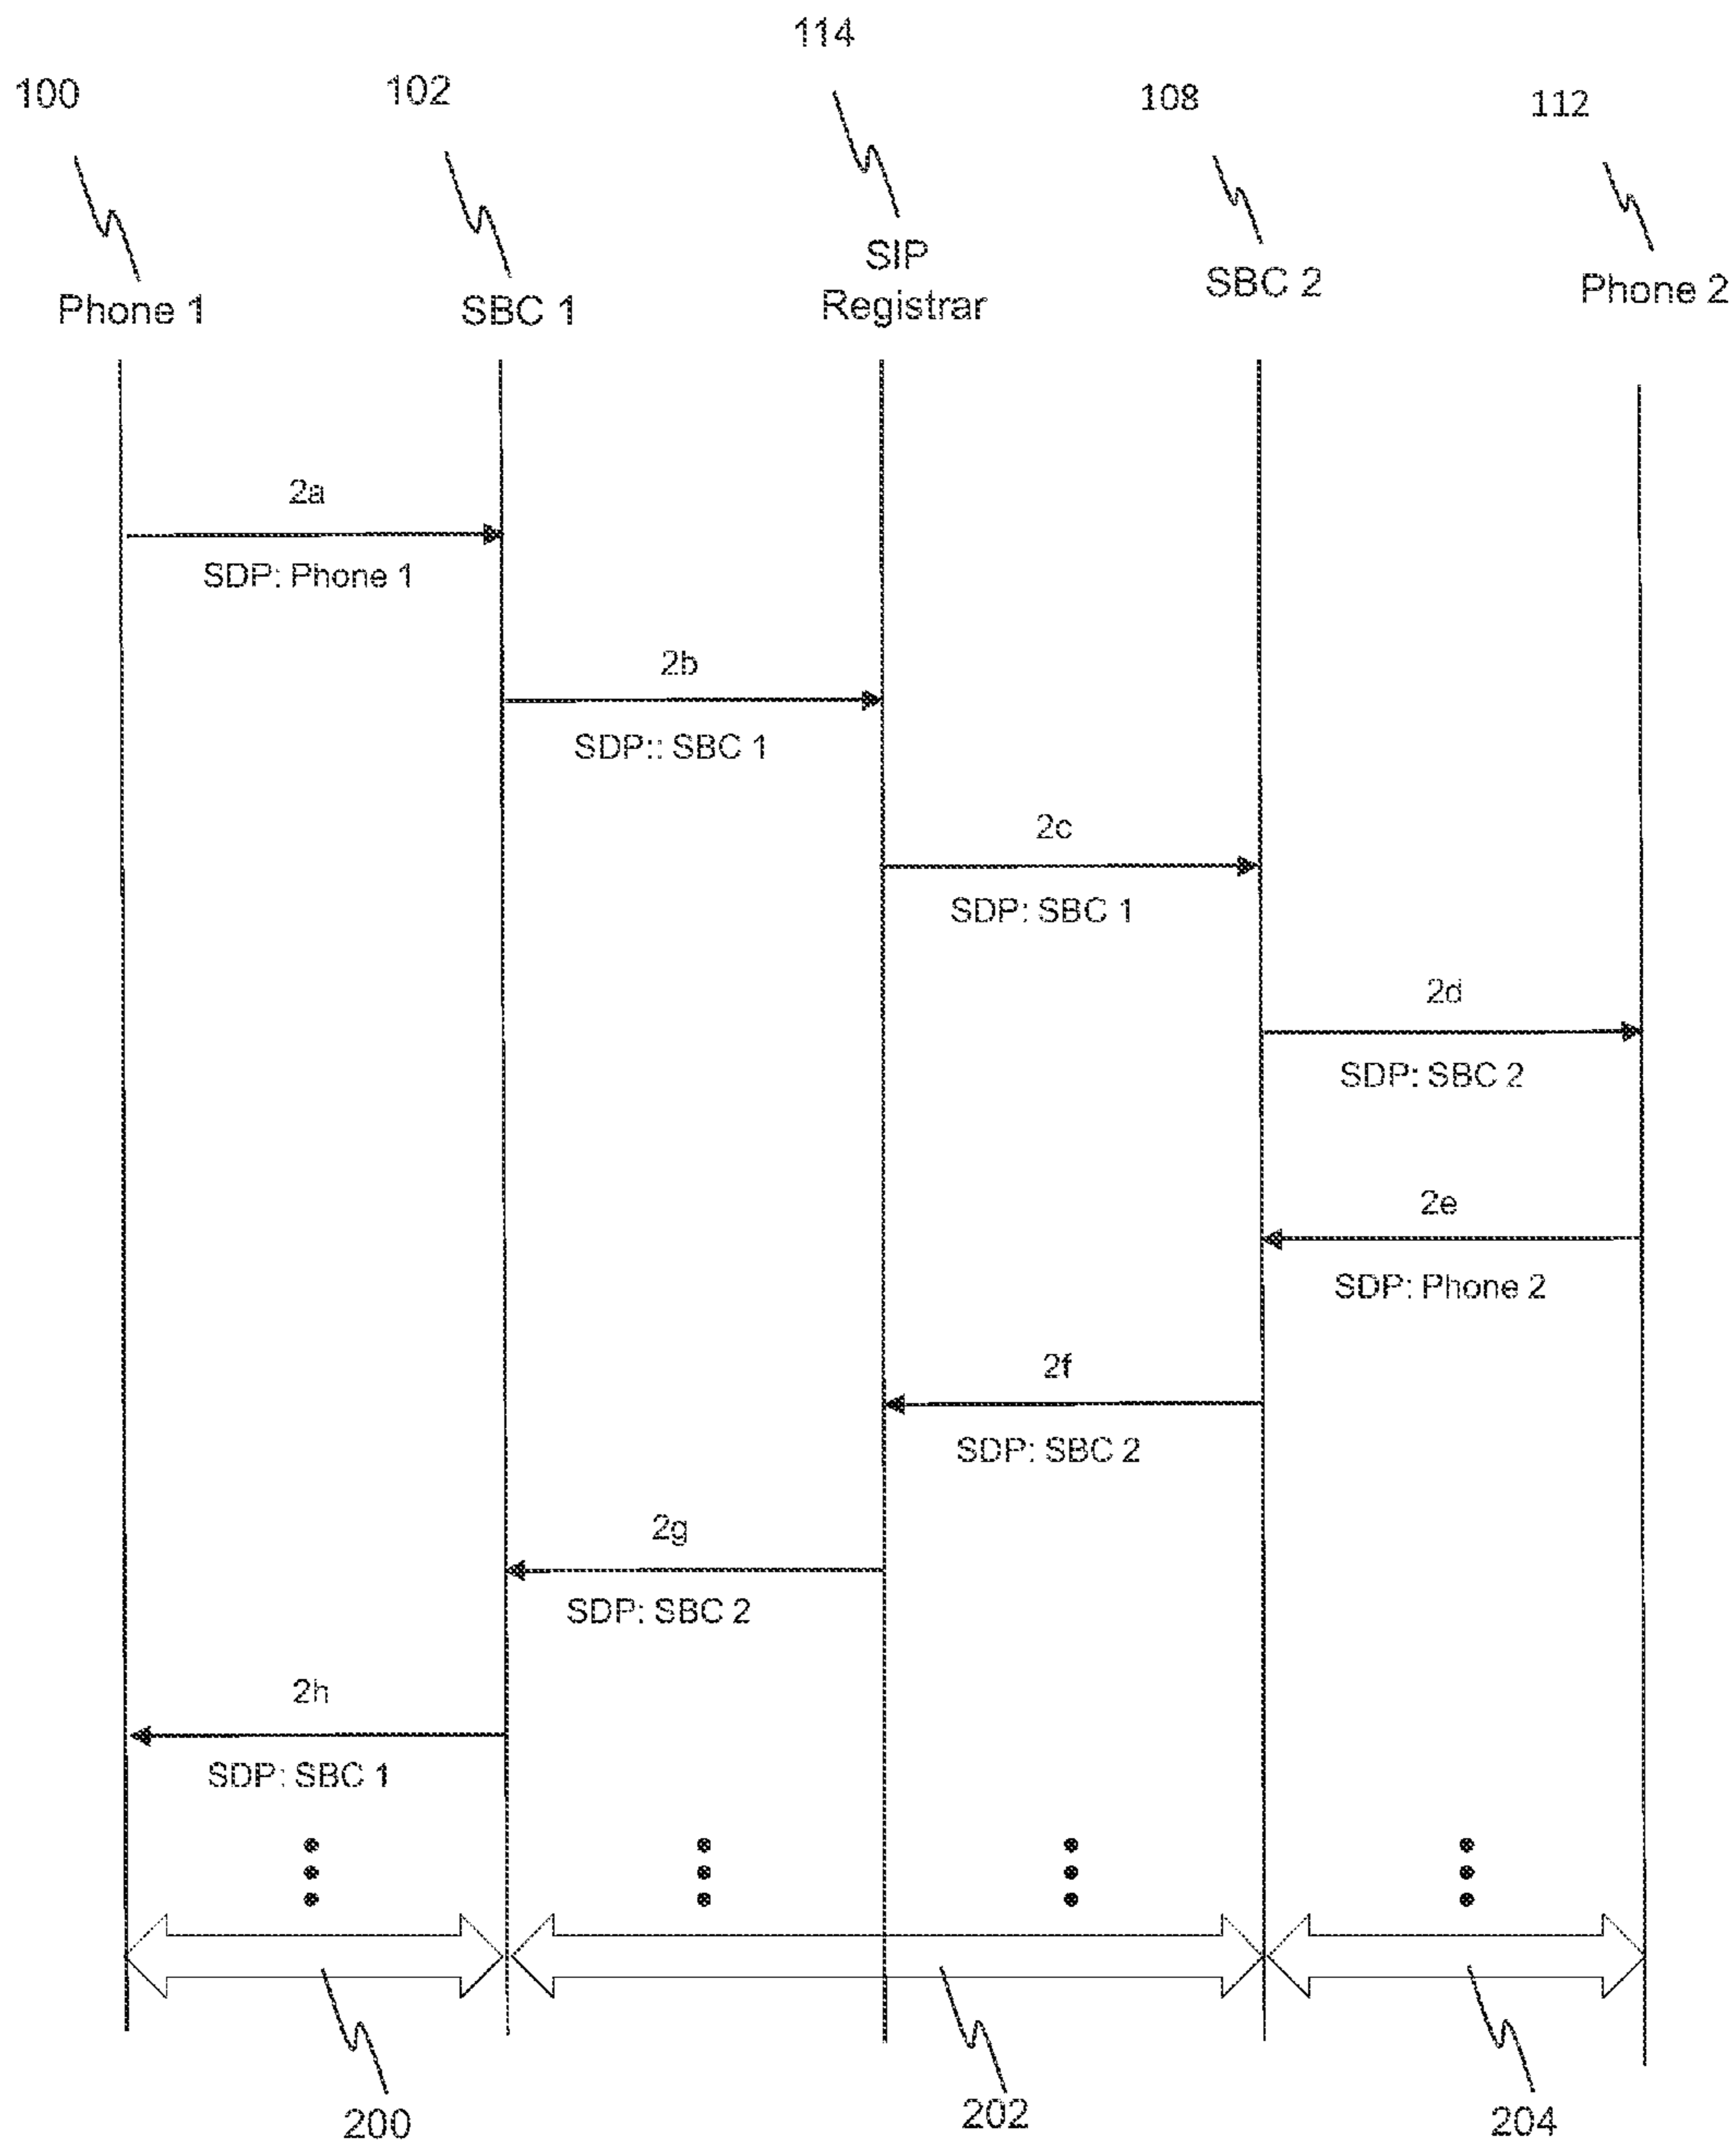 114
100
102
108
112
SIP
Registrar
SBC 2
Phone 2
Phone 1
SBC 1
2a
SDP: Phone 1
2b
SDP:: SBC 1
2c
SDP: SBC 1
2d
SDP: SBC 2
2e
SDP: Phone 2
2f
SDP: SBC 2
2g
SDP: SBC 2
2h
SDP: SBC 1
200
202
204